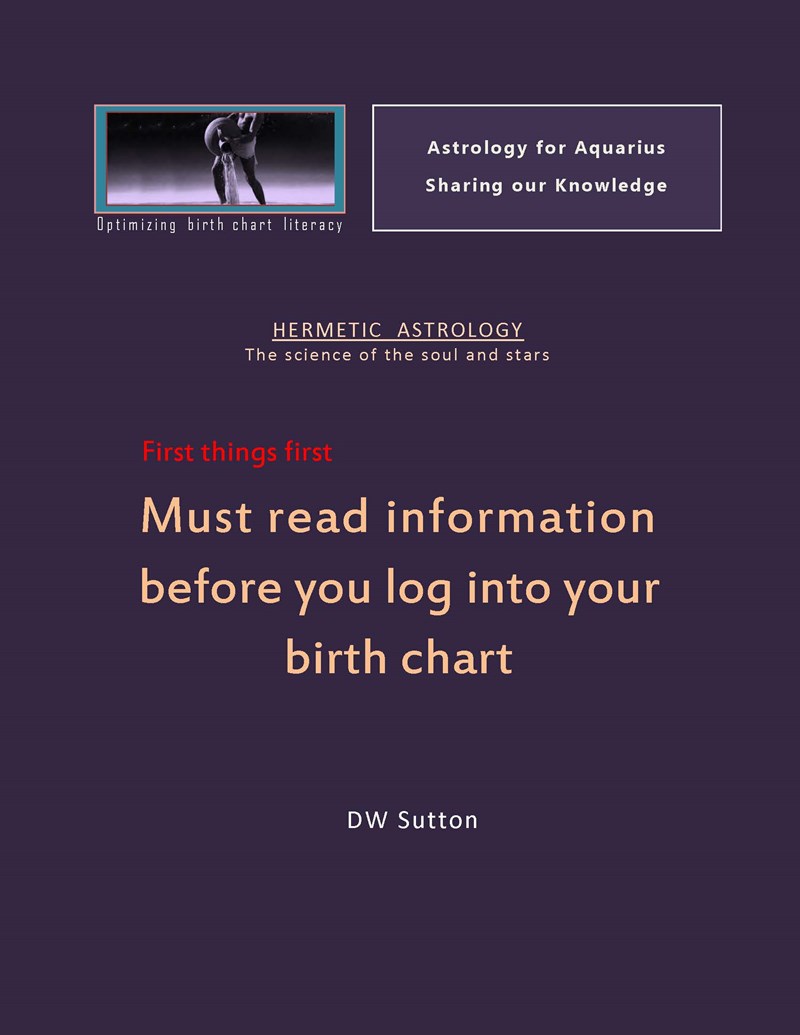 Optimizing birth chart literacy
Astrology for Aquarius
Sharing our Knowledge
HERMETIC ASTROLOGY
The science of the soul and stars
First things first
Must read information
before you log into your
birth chart
DW Sutton